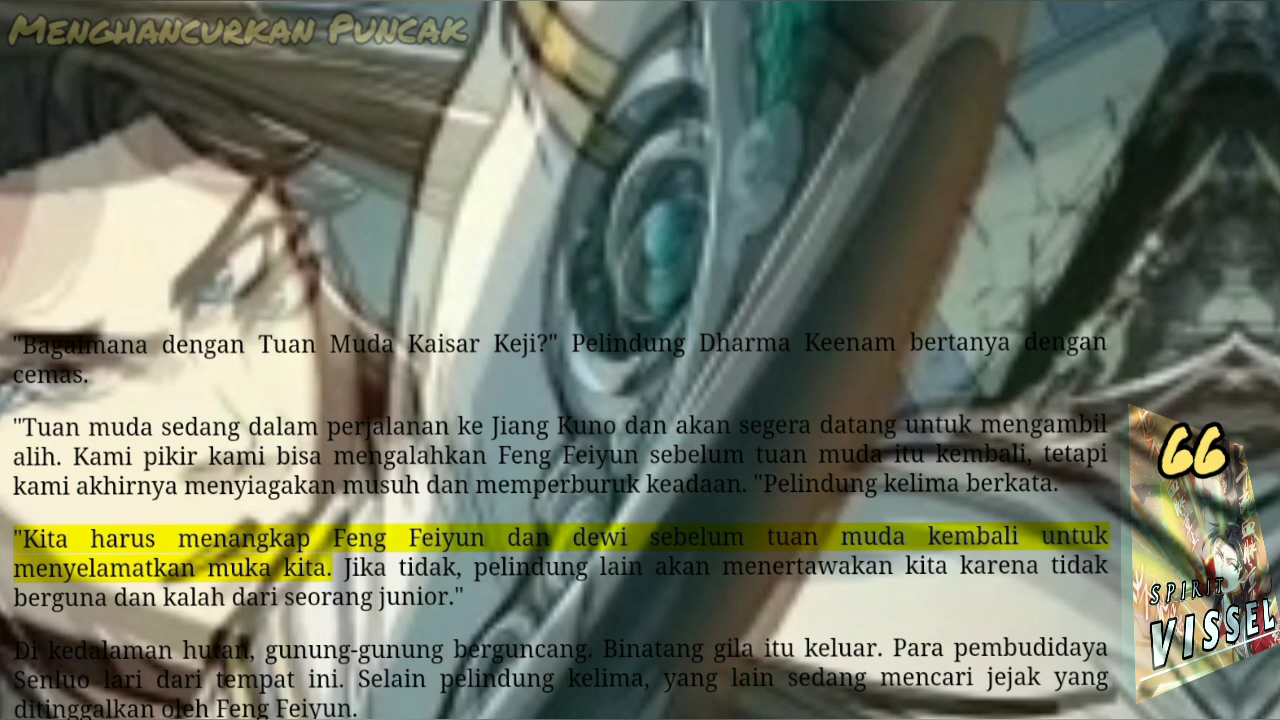 Menghancurkan Puncak
"Bagaimana dengan Tuan Muda Kaisar Keji?" Pelindung Dharma Keenam bertanya dengan
cemas.
"Tuan muda sedang dalam perjalanan ke Jiang Kuno dan akan segera datang untuk mengambil
alih. Kami pikir kami bisa mengalahkan Feng Feiyun sebelum tuan muda itu kembali, tetapi
kami akhirnya menyiagakan musuh dan memperburuk keadaan. "Pelindung kelima berkata.
"Kita harus menangkap Feng Feiyun dan dewi sebelum tuan muda kembali untuk
menyelamatkan muka kita. Jika tidak, pelindung lain akan menertawakan kita karena tidak
berguna dan kalah dari seorang junior."
Di kedalaman hutan, gunung-gunung berguncang. Binatang gila itu keluar. Para pembudidaya
Senluo lari dari tempat ini. Selain pelindung kelima, yang lain sedang mencari jejak yang
ditinggalkan oleh Feng Feiyun.
66
SPIRIT
VISSEL